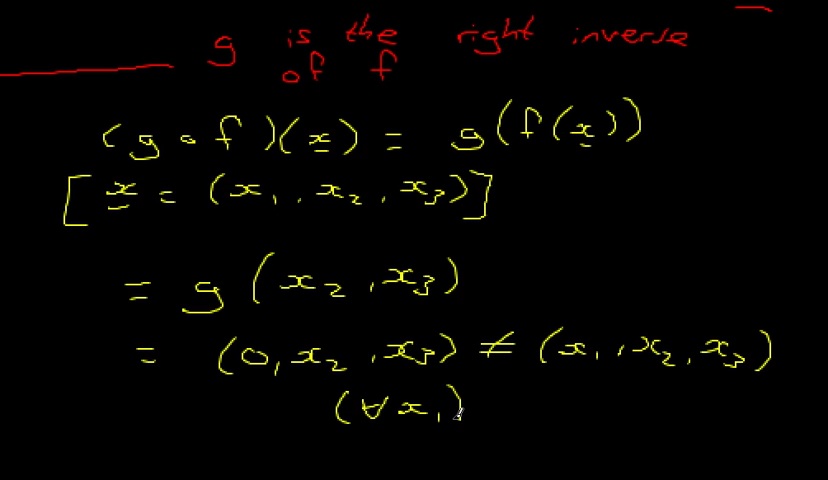 g is the right inverse
of f
(g ∘ f)(x̲) = g(f(x̲))
[x̲ = (x₁, x₂, x₃)]
= g(x₂, x₃)
= (0, x₂, x₃) ≠ (x₁, x₂, x₃)
(∀ x₁)